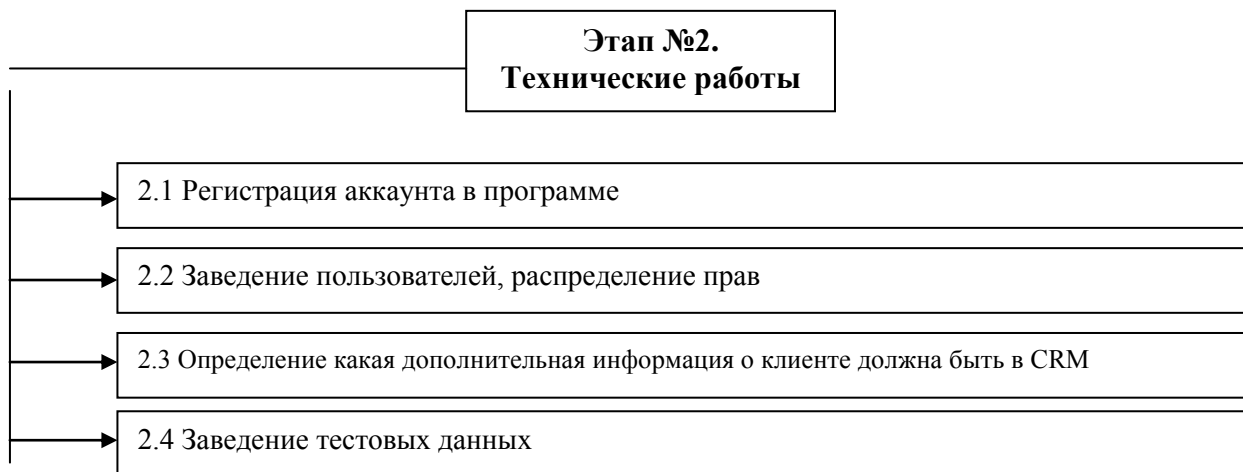 Этап №2.
Технические работы
2.1 Регистрация аккаунта в программе
2.2 Заведение пользователей, распределение прав
2.3 Определение какая дополнительная информация о клиенте должна быть в CRM
2.4 Заведение тестовых данных